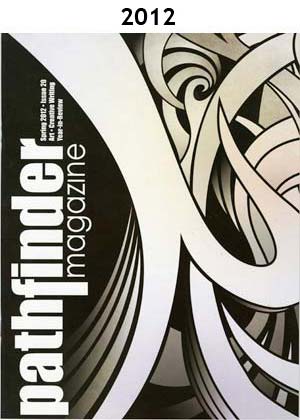 2012
Spring 2012 • Issue 20
Art • Creative Writing
Year-in-Review
pathfinder
magazine